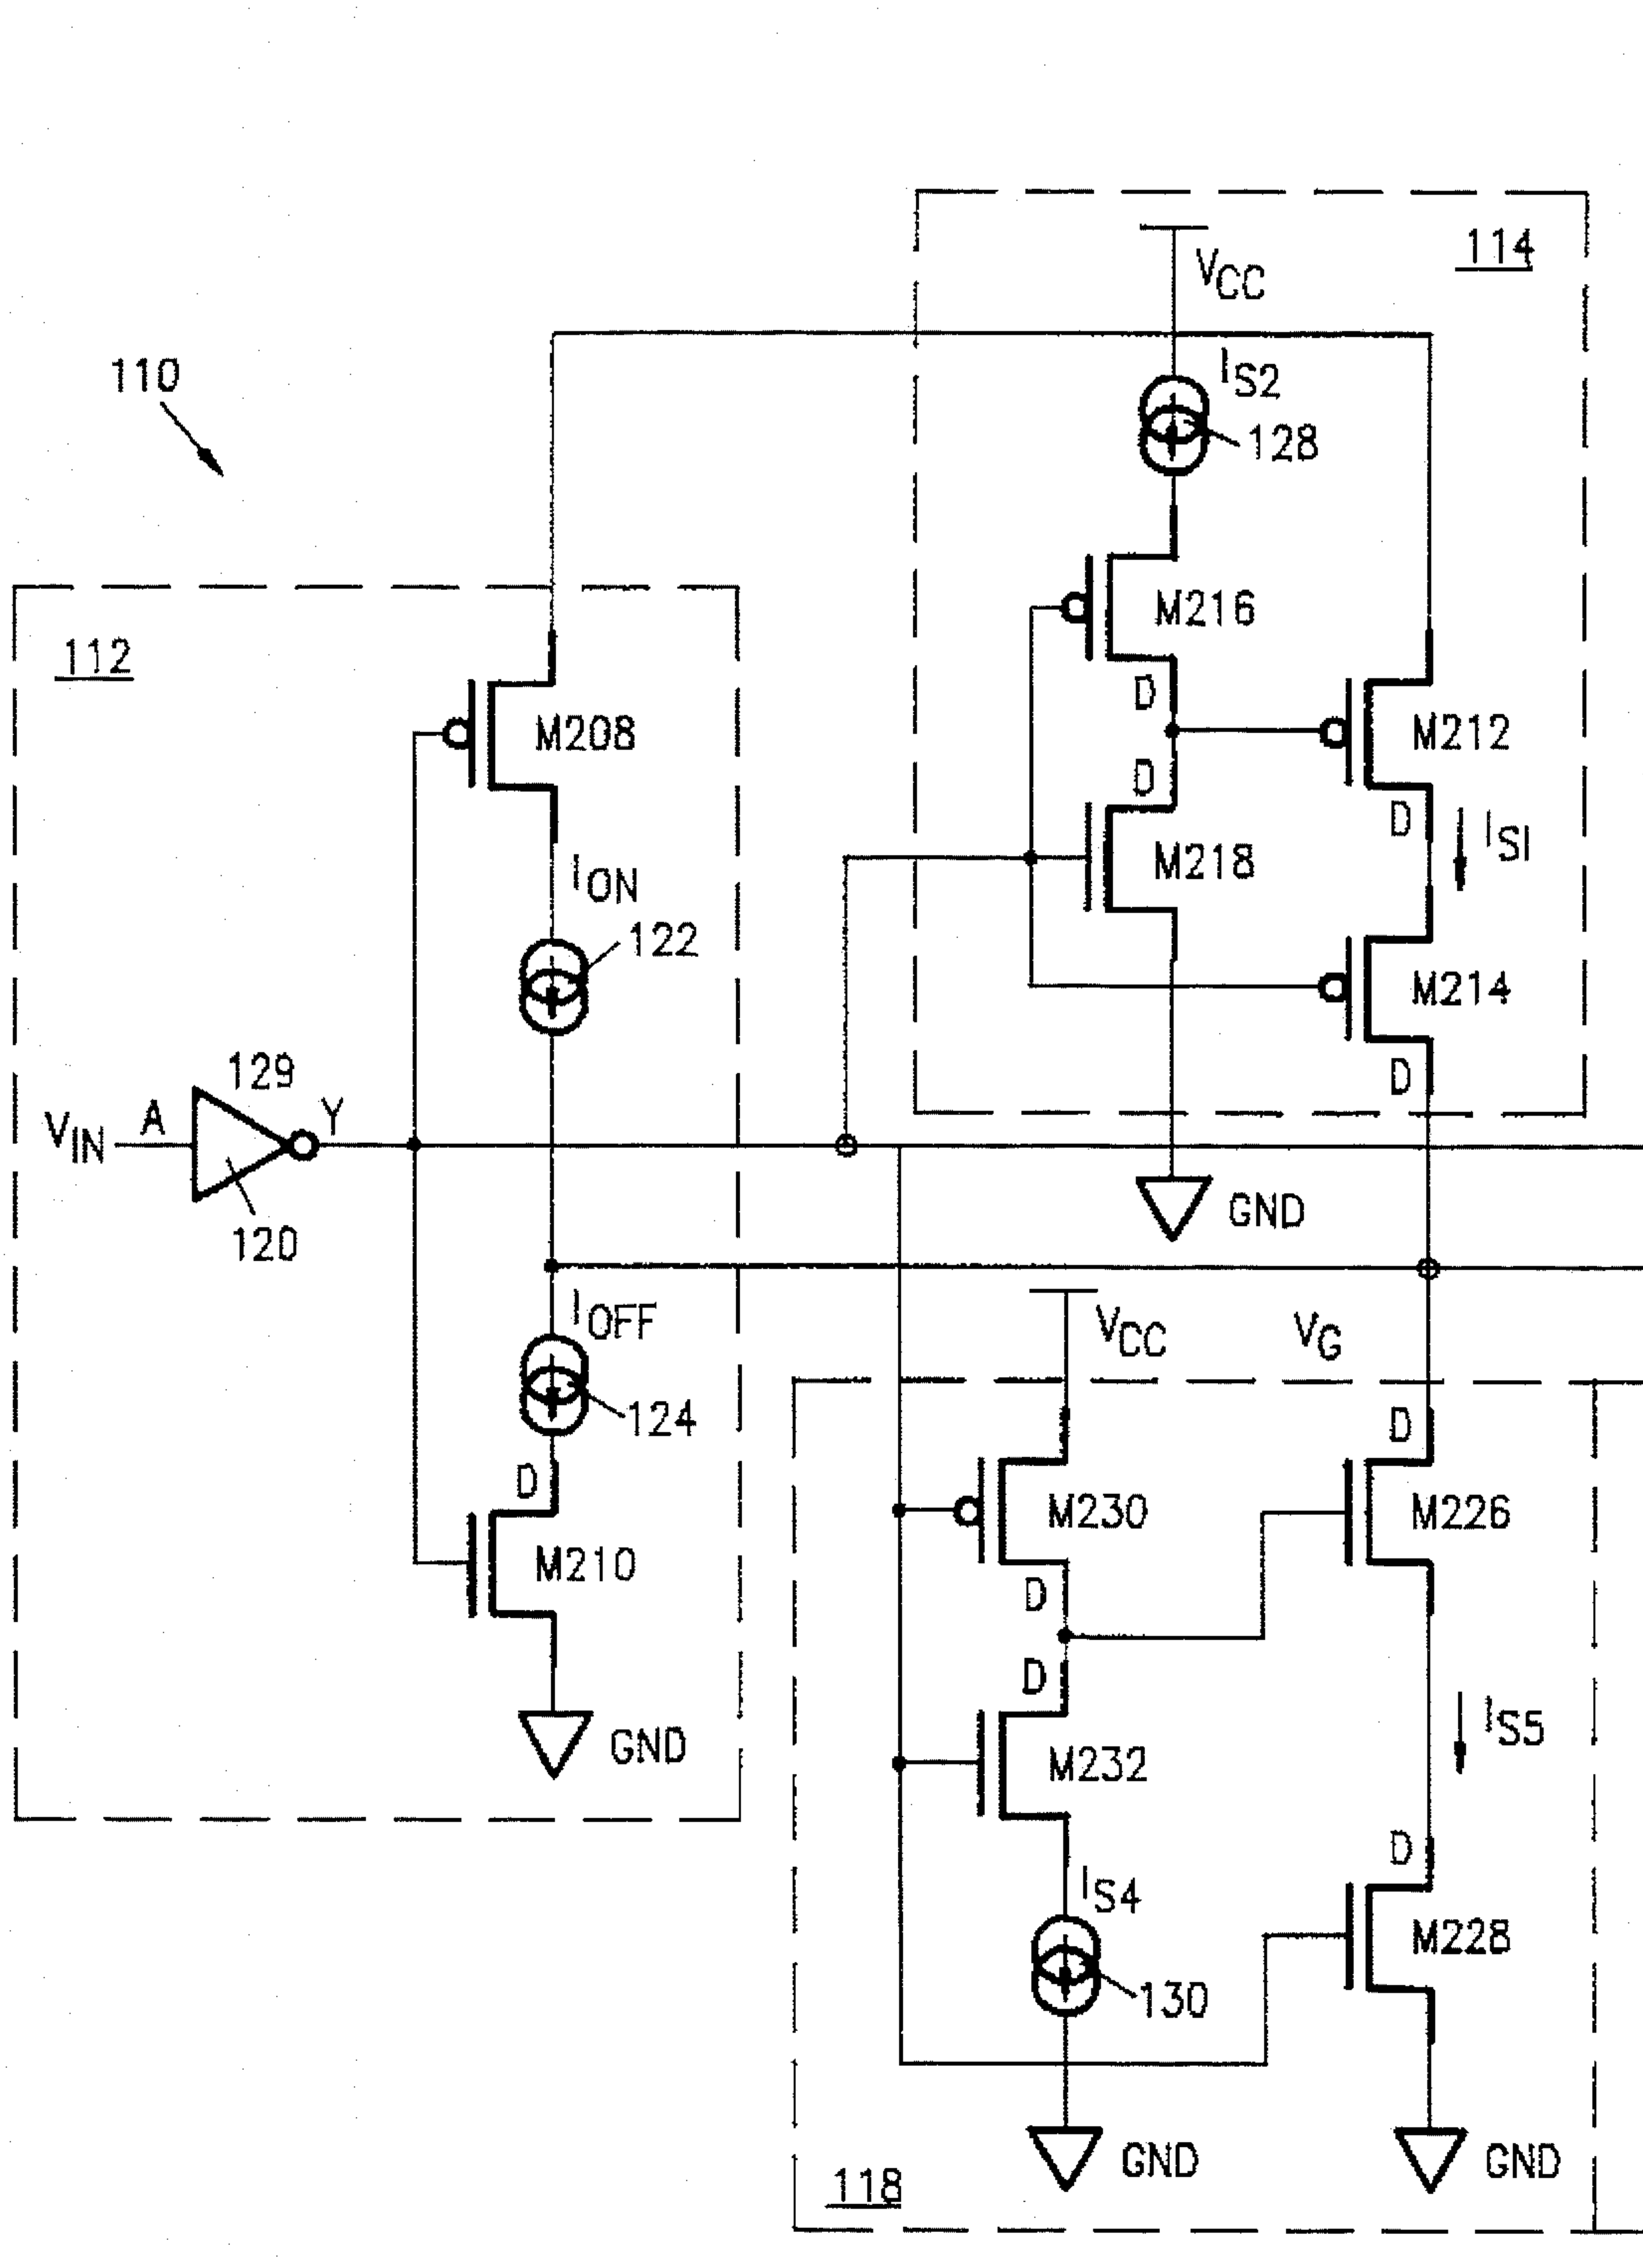 114
VCC
IS2
110
128
M216
112
D
M208
M212
D
D
IS1
ION
M218
122
M214
129
D
VIN
A
Y
GND
120
IOFF
VCC
VG
124
D
D
M230
M226
M210
D
D
IS5
GND
M232
D
IS4
M228
130
GND
GND
118